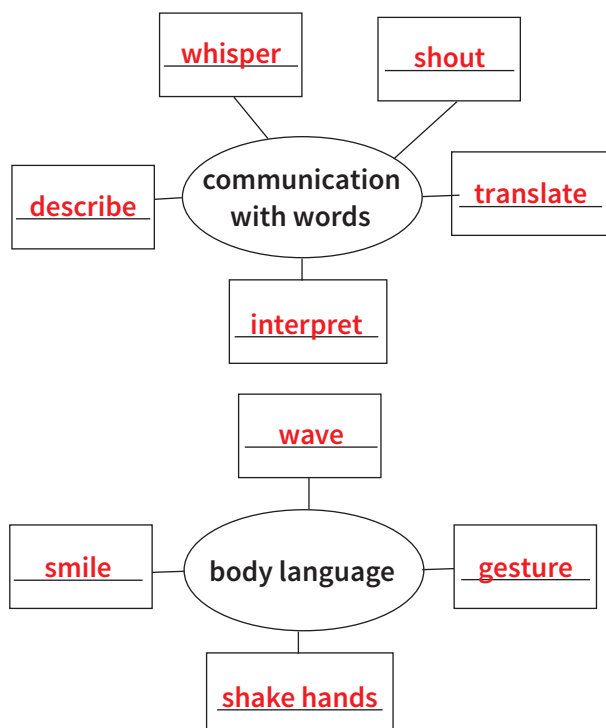 whisper
shout
communication
with words
describe
translate
interpret
wave
smile
body language
gesture
shake hands